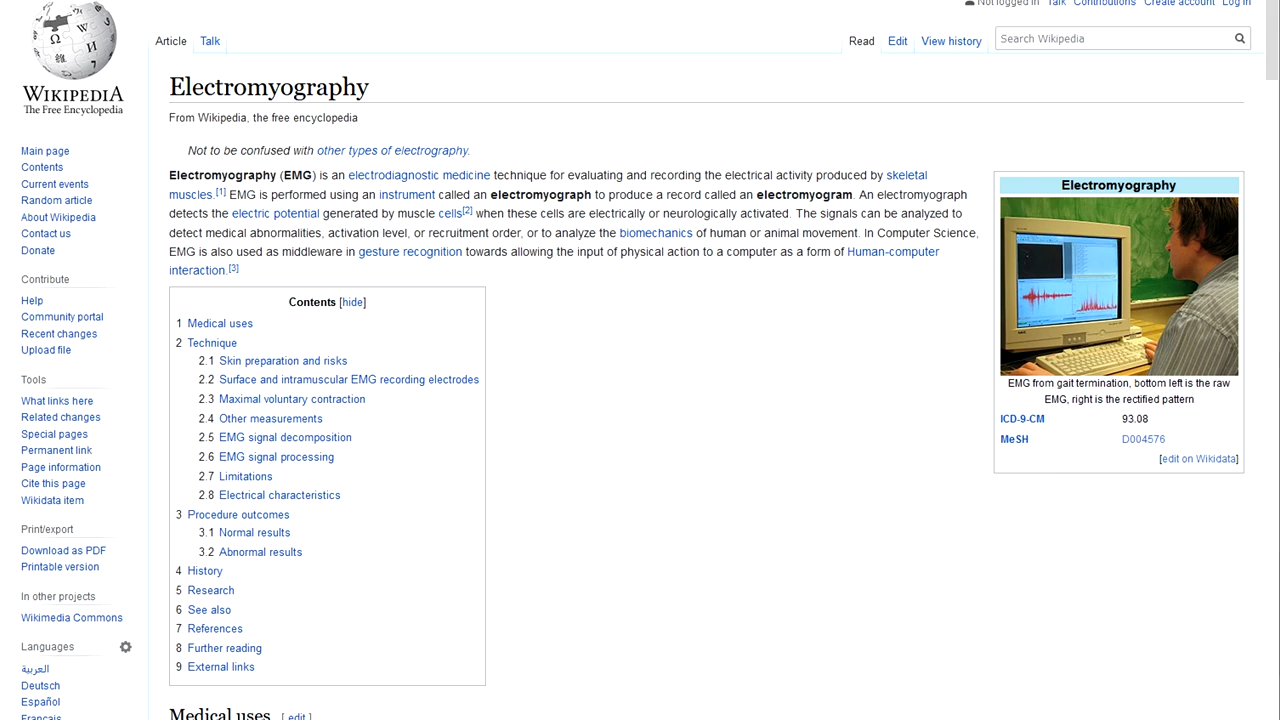 Not logged in Talk Contributions Create account Log in
Article Talk Read Edit View history Search Wikipedia
WIKIPEDIA
The Free Encyclopedia
Main page
Contents
Current events
Random article
About Wikipedia
Contact us
Donate
Contribute
Help
Community portal
Recent changes
Upload file
Tools
What links here
Related changes
Special pages
Permanent link
Page information
Cite this page
Wikidata item
Print/export
Download as PDF
Printable version
In other projects
Wikimedia Commons
Languages
العربية
Deutsch
Español
Français
Electromyography
From Wikipedia, the free encyclopedia
Not to be confused with other types of electrography.
Electromyography (EMG) is an electrodiagnostic medicine technique for evaluating and recording the electrical activity produced by skeletal
muscles.[1] EMG is performed using an instrument called an electromyograph to produce a record called an electromyogram. An electromyograph
detects the electric potential generated by muscle cells[2] when these cells are electrically or neurologically activated. The signals can be analyzed to
detect medical abnormalities, activation level, or recruitment order, or to analyze the biomechanics of human or animal movement. In Computer Science,
EMG is also used as middleware in gesture recognition towards allowing the input of physical action to a computer as a form of Human-computer
interaction.[3]
Contents [hide]
1 Medical uses
2 Technique
2.1 Skin preparation and risks
2.2 Surface and intramuscular EMG recording electrodes
2.3 Maximal voluntary contraction
2.4 Other measurements
2.5 EMG signal decomposition
2.6 EMG signal processing
2.7 Limitations
2.8 Electrical characteristics
3 Procedure outcomes
3.1 Normal results
3.2 Abnormal results
4 History
5 Research
6 See also
7 References
8 Further reading
9 External links
Medical uses [ edit ]
Electromyography
EMG from gait termination, bottom left is the raw
EMG, right is the rectified pattern
ICD-9-CM 93.08
MeSH D004576
[edit on Wikidata]